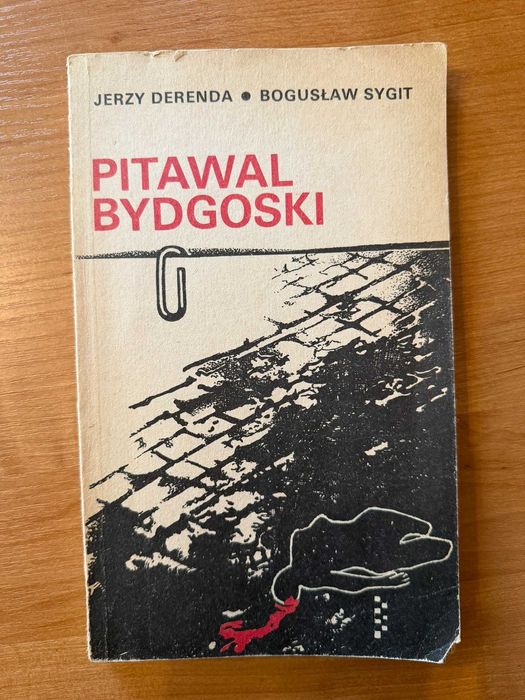 JERZY DERENDA ● BOGUSŁAW SYGIT
PITAWAL
BYDGOSKI